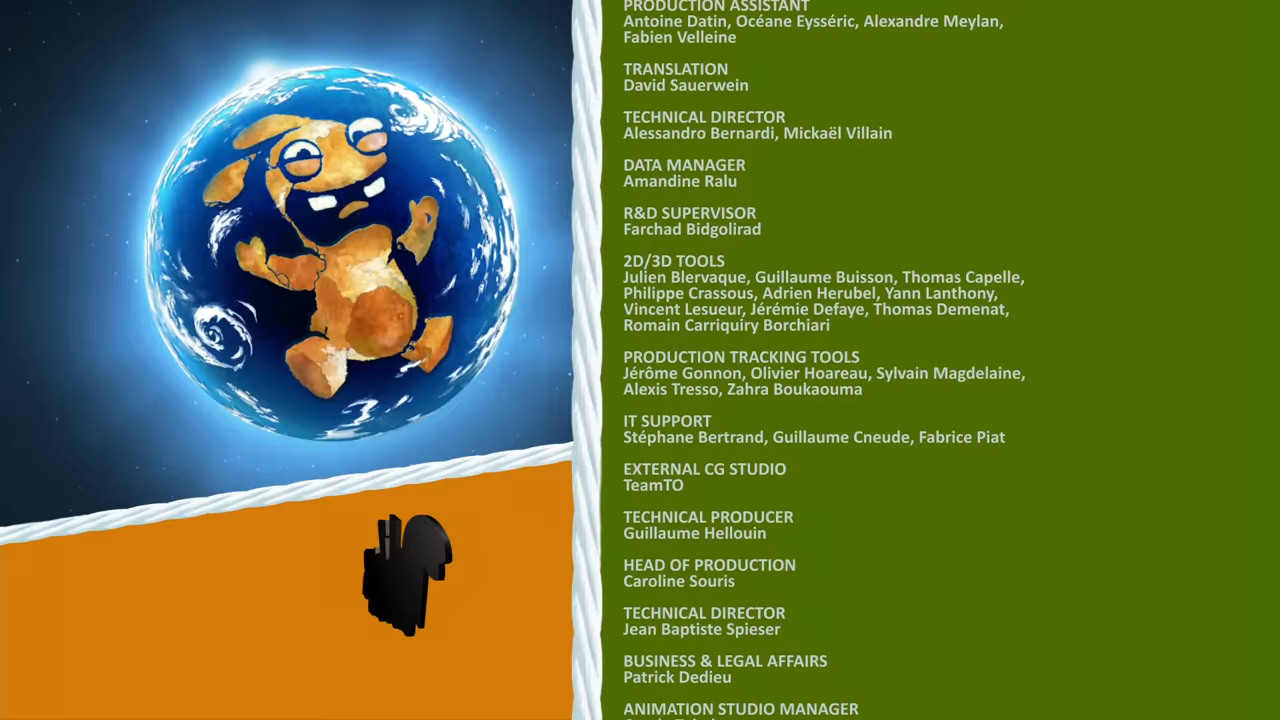 PRODUCTION ASSISTANT
Antoine Datin, Océane Eysséric, Alexandre Meylan,
Fabien Velleine
TRANSLATION
David Sauerwein
TECHNICAL DIRECTOR
Alessandro Bernardi, Mickaël Villain
DATA MANAGER
Amandine Ralu
R&D SUPERVISOR
Farchad Bidgolirad
2D/3D TOOLS
Julien Blervaque, Guillaume Buisson, Thomas Capelle,
Philippe Crassous, Adrien Herubel, Yann Lanthony,
Vincent Lesueur, Jérémie Defaye, Thomas Demenat,
Romain Carriquiry Borchiari
PRODUCTION TRACKING TOOLS
Jérôme Gonnon, Olivier Hoareau, Sylvain Magdelaine,
Alexis Tresso, Zahra Boukaouma
IT SUPPORT
Stéphane Bertrand, Guillaume Cneude, Fabrice Piat
EXTERNAL CG STUDIO
TeamTO
TECHNICAL PRODUCER
Guillaume Hellouin
HEAD OF PRODUCTION
Caroline Souris
TECHNICAL DIRECTOR
Jean Baptiste Spieser
BUSINESS & LEGAL AFFAIRS
Patrick Dedieu
ANIMATION STUDIO MANAGER